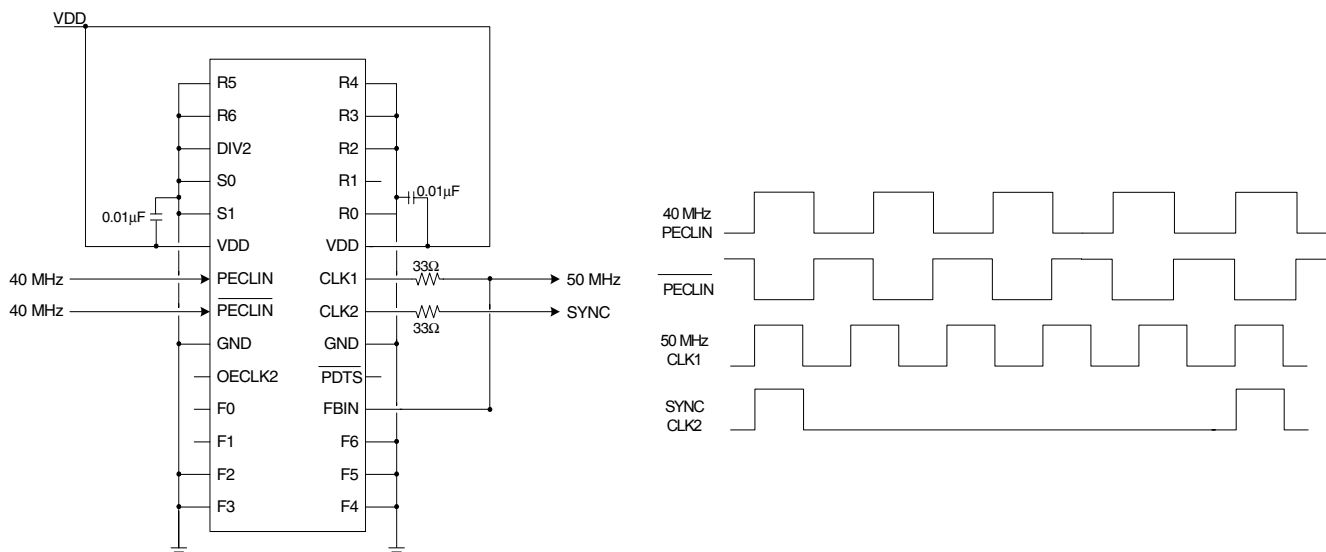 VDD
R5
R4
R6
R3
DIV2
R2
S0
R1
0.01µF
0.01µF
S1
R0
VDD
VDD
40 MHz
PECLIN
CLK1
33Ω
50 MHz
40 MHz
PECLIN
CLK2
33Ω
SYNC
GND
GND
OECLK2
PDTS
F0
FBIN
F1
F6
F2
F5
F3
F4
40 MHz
PECLIN
PECLIN
50 MHz
CLK1
SYNC
CLK2